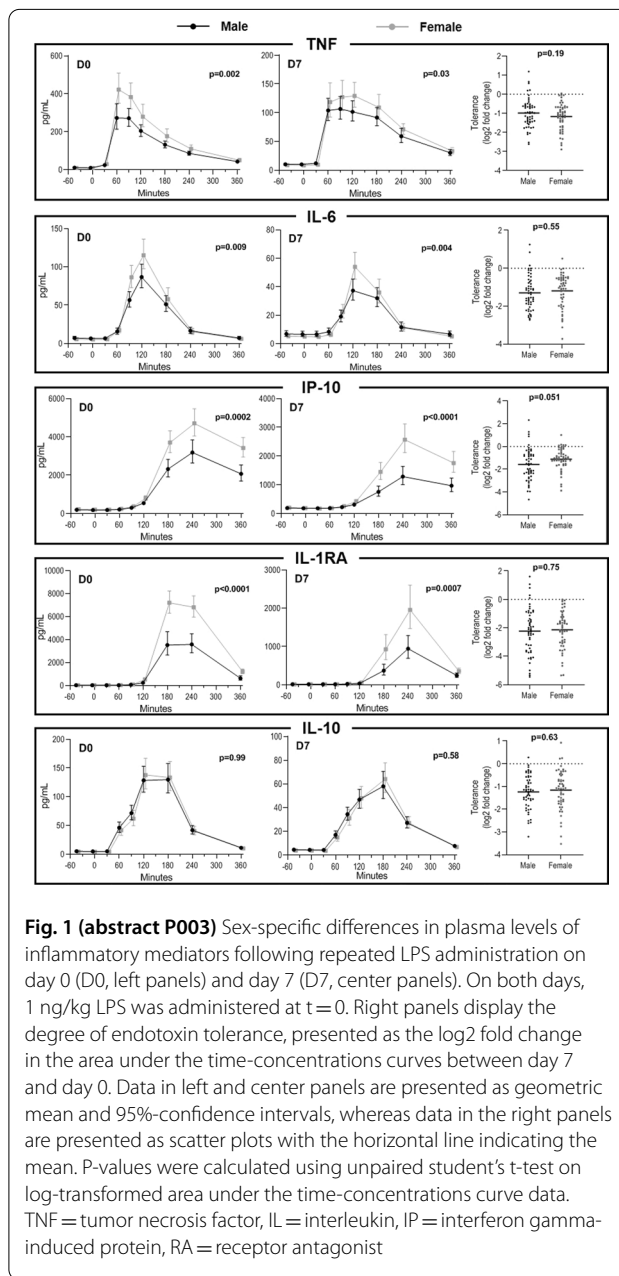 Male Female
TNF
D0 p=0.002
pg/mL
600
400
200
0
-60 0 60 120 180 240 300 360
Minutes
D7 p=0.03
200
150
100
50
0
-60 0 60 120 180 240 300 360
Minutes
p=0.19
Tolerance
(log2 fold change)
2
1
0
-1
-2
-3
-4
Male Female
IL-6
D0 p=0.009
pg/mL
150
100
50
0
-60 0 60 120 180 240 300 360
Minutes
D7 p=0.004
80
60
40
20
0
-60 0 60 120 180 240 300 360
Minutes
p=0.55
Tolerance
(log2 fold change)
2
0
-2
-4
Male Female
IP-10
D0 p=0.0002
pg/mL
6000
4000
2000
0
-60 0 60 120 180 240 300 360
Minutes
D7 p<0.0001
4000
3000
2000
1000
0
-60 0 60 120 180 240 300 360
Minutes
p=0.051
Tolerance
(log2 fold change)
4
2
0
-2
-4
-6
Male Female
IL-1RA
D0 p<0.0001
pg/mL
10000
8000
6000
4000
2000
0
-60 0 60 120 180 240 300 360
Minutes
D7 p=0.0007
3000
2000
1000
0
-60 0 60 120 180 240 300 360
Minutes
p=0.75
Tolerance
(log2 fold change)
2
0
-2
-4
-6
Male Female
IL-10
D0 p=0.99
pg/mL
200
150
100
50
0
-60 0 60 120 180 240 300 360
Minutes
D7 p=0.58
100
80
60
40
20
0
-60 0 60 120 180 240 300 360
Minutes
p=0.63
Tolerance
(log2 fold change)
1
0
-1
-2
-3
-4
Male Female
Fig. 1 (abstract P003) Sex-specific differences in plasma levels of
inflammatory mediators following repeated LPS administration on
day 0 (D0, left panels) and day 7 (D7, center panels). On both days,
1 ng/kg LPS was administered at t = 0. Right panels display the
degree of endotoxin tolerance, presented as the log2 fold change
in the area under the time-concentrations curves between day 7
and day 0. Data in left and center panels are presented as geometric
mean and 95%-confidence intervals, whereas data in the right panels
are presented as scatter plots with the horizontal line indicating the
mean. P-values were calculated using unpaired student's t-test on
log-transformed area under the time-concentrations curve data.
TNF = tumor necrosis factor, IL = interleukin, IP = interferon gamma-
induced protein, RA = receptor antagonist